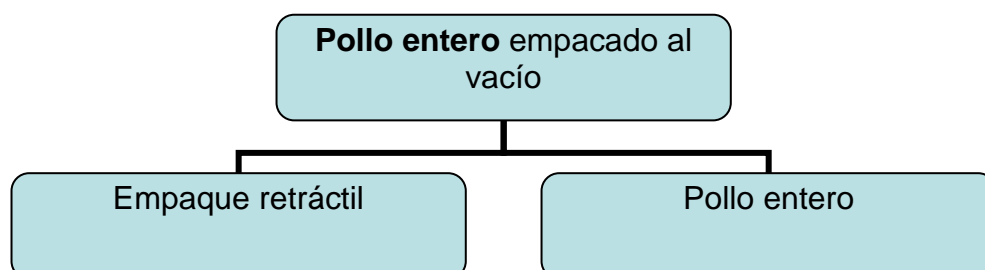 Pollo entero empacado al
vacío
Empaque retráctil
Pollo entero